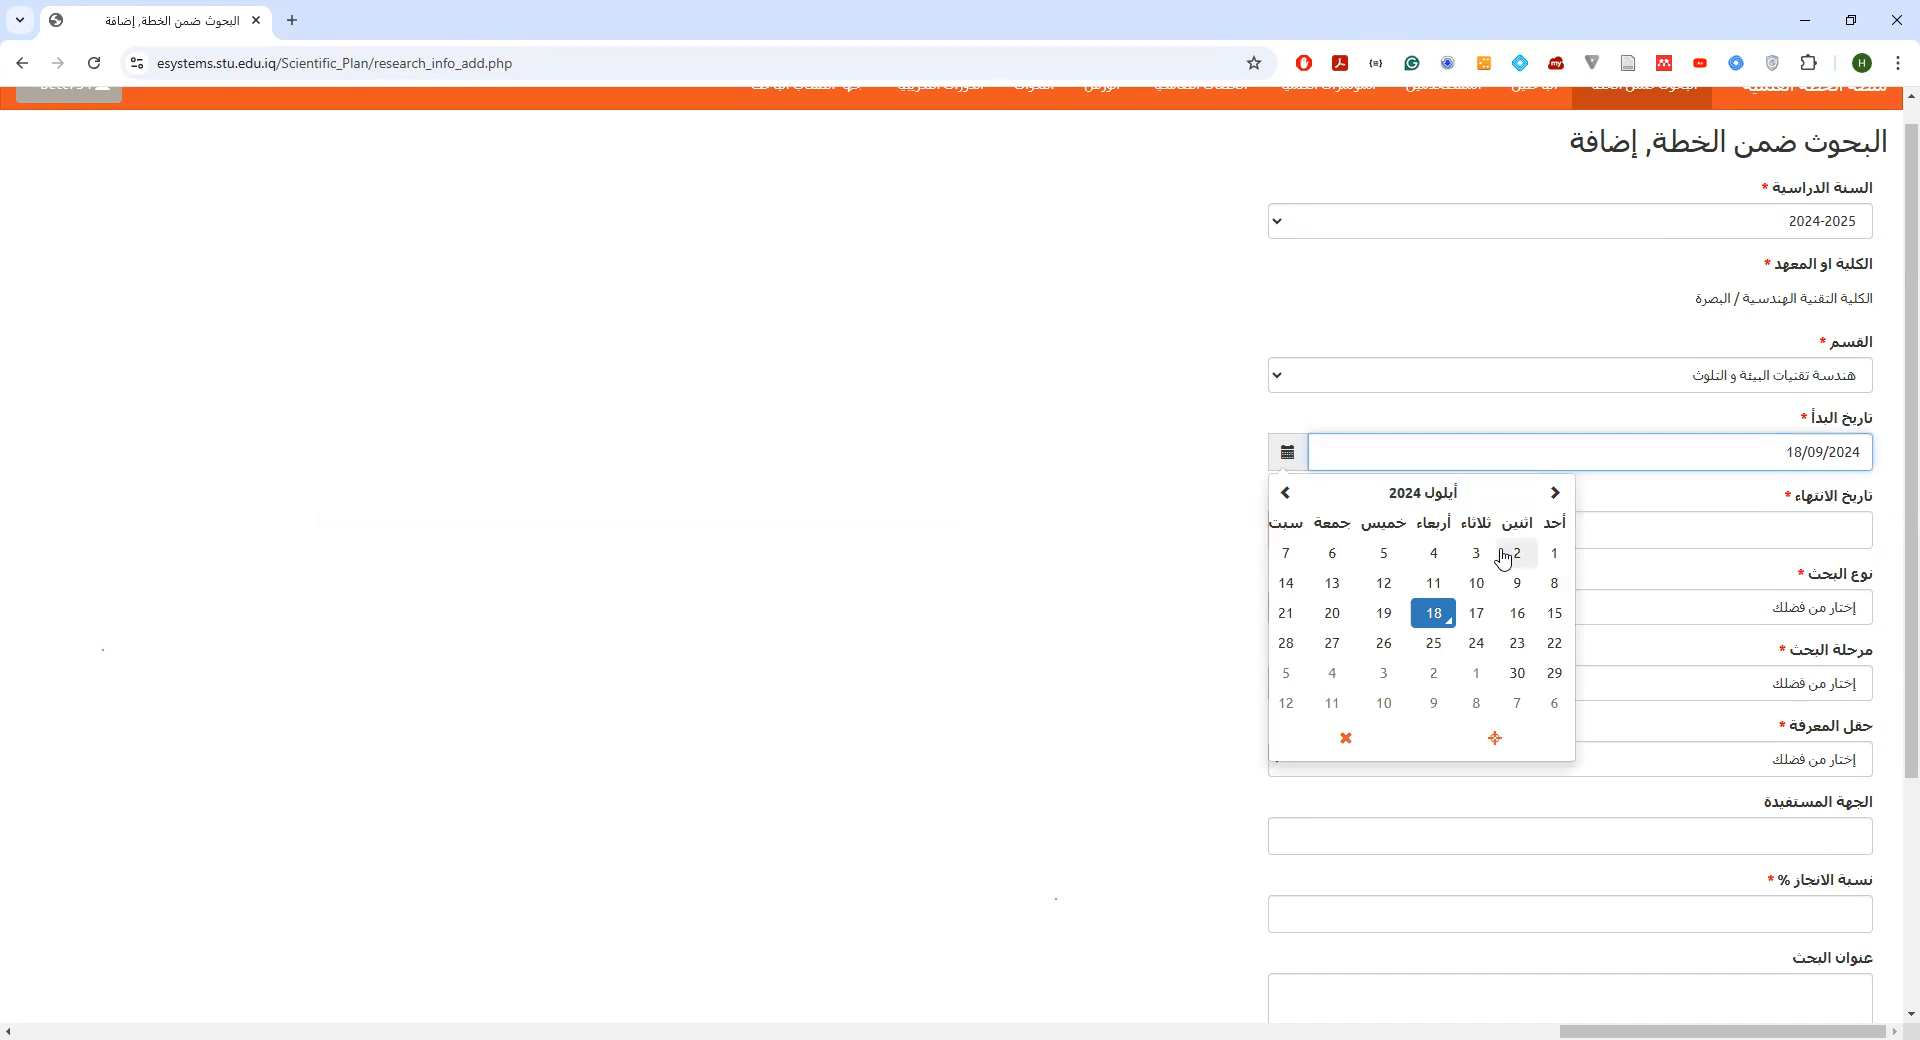 البحوث ضمن الخطة, إضافة
esystems.stu.edu.iq/Scientific_Plan/research_info_add.php
H
البحوث ضمن الخطة, إضافة
السنة الدراسية *
2024-2025
الكلية او المعهد *
الكلية التقنية الهندسية / البصرة
القسم *
هندسة تقنيات البيئة و التلوث
تاريخ البدأ *
18/09/2024
أيلول 2024
أحد اثنين ثلاثاء أربعاء خميس جمعة سبت
1 2 3 4 5 6 7
8 9 10 11 12 13 14
15 16 17 18 19 20 21
22 23 24 25 26 27 28
29 30 1 2 3 4 5
6 7 8 9 10 11 12
تاريخ الانتهاء *
نوع البحث *
إختار من فضلك
مرحلة البحث *
إختار من فضلك
حقل المعرفة *
إختار من فضلك
الجهة المستفيدة
نسبة الانجاز % *
عنوان البحث